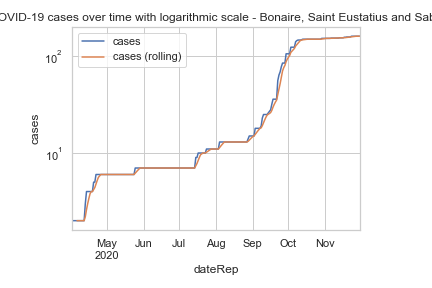 OVID-19 cases over time with logarithmic scale - Bonaire, Saint Eustatius and Sab
cases
cases (rolling)
10²
10¹
cases
May Jun Jul Aug Sep Oct Nov
2020
dateRep